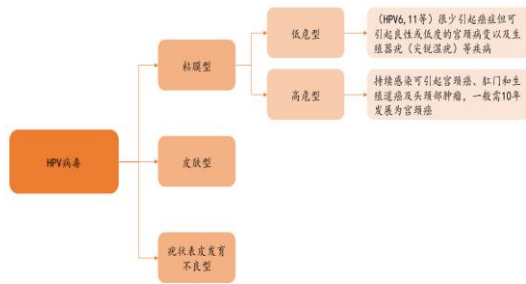 HPV病毒
粘膜型
低危型
（HPV6,11等）很少引起癌症但可
引起良性或低度的宫颈病变以及生
殖器疣（尖锐湿疣）等疾病
高危型
持续感染可引起宫颈癌、肛门和生
殖道癌及头颈部肿瘤，一般需10年
发展为宫颈癌
皮肤型
疣状表皮发育
不良型